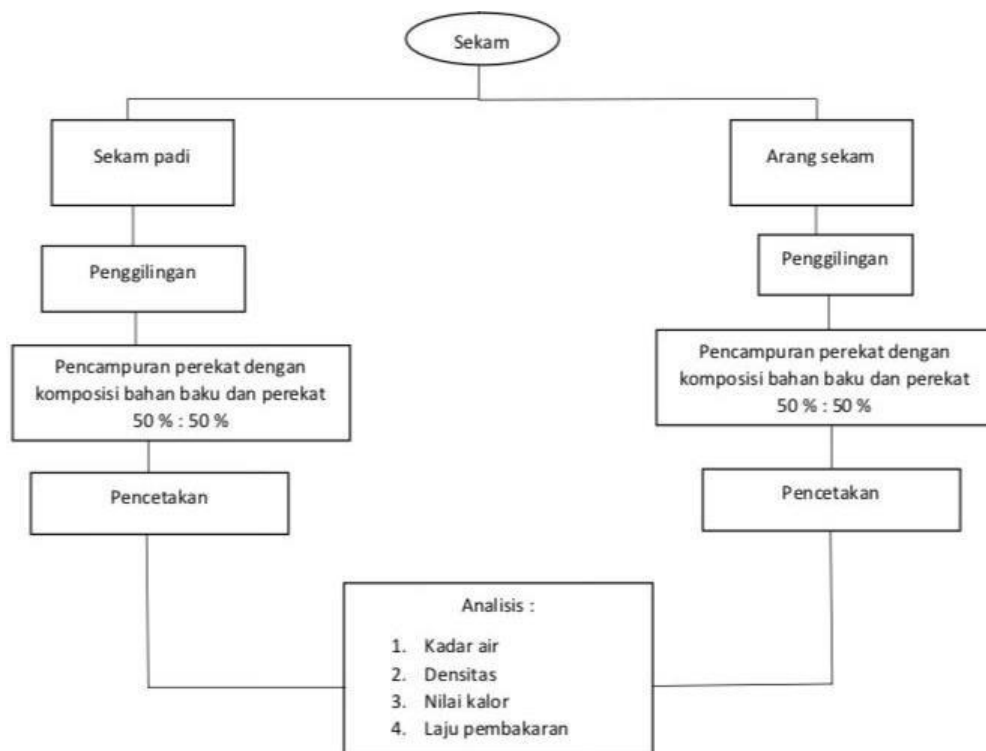 Sekam
Sekam padi
Arang sekam
Penggilingan
Penggilingan
Pencampuran perekat dengan
komposisi bahan baku dan perekat
50 % : 50 %
Pencampuran perekat dengan
komposisi bahan baku dan perekat
50 % : 50 %
Pencetakan
Pencetakan
Analisis :
1. Kadar air
2. Densitas
3. Nilai kalor
4. Laju pembakaran